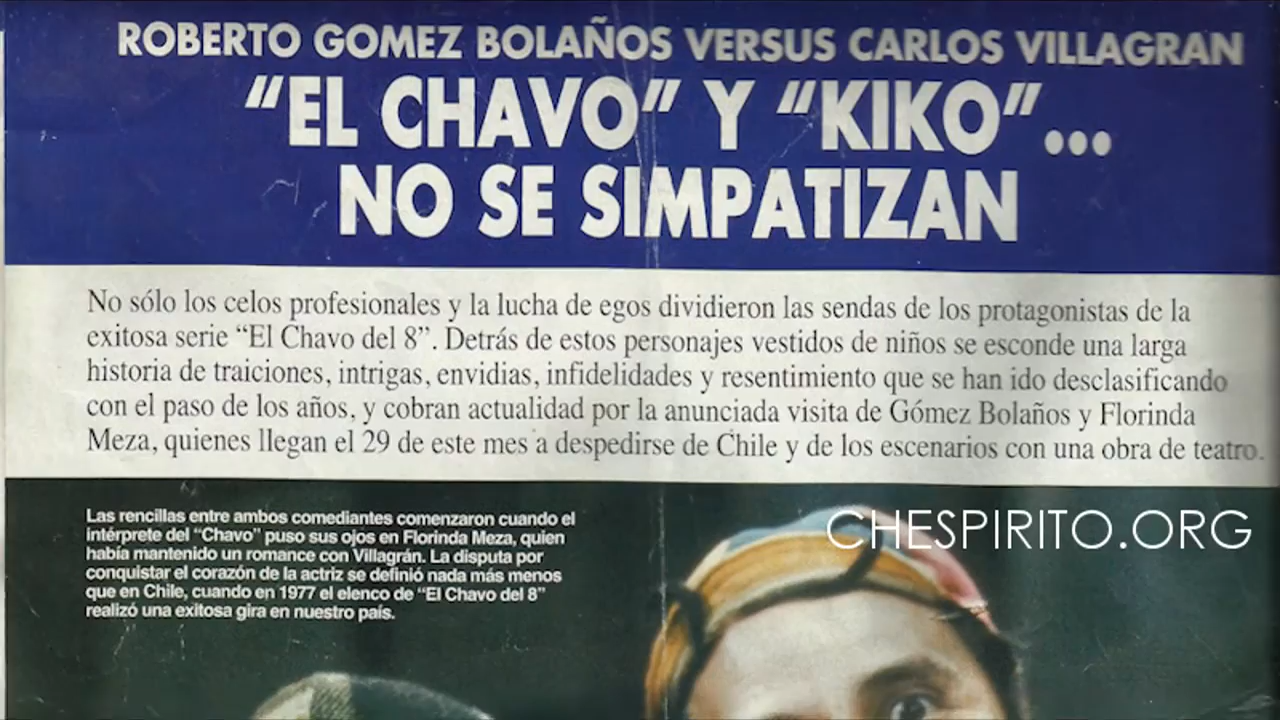 ROBERTO GOMEZ BOLAÑOS VERSUS CARLOS VILLAGRAN
“EL CHAVO” Y “KIKO”...
NO SE SIMPATIZAN
No sólo los celos profesionales y la lucha de egos dividieron las sendas de los protagonistas de la
exitosa serie “El Chavo del 8”. Detrás de estos personajes vestidos de niños se esconde una larga
historia de traiciones, intrigas, envidias, infidelidades y resentimiento que se han ido desclasificando
con el paso de los años, y cobran actualidad por la anunciada visita de Gómez Bolaños y Florinda
Meza, quienes llegan el 29 de este mes a despedirse de Chile y de los escenarios con una obra de teatro.
Las rencillas entre ambos comediantes comenzaron cuando el
intérprete del “Chavo” puso sus ojos en Florinda Meza, quien
había mantenido un romance con Villagrán. La disputa por
conquistar el corazón de la actriz se definió nada más menos
que en Chile, cuando en 1977 el elenco de “El Chavo del 8”
realizó una exitosa gira en nuestro país.
CHESPIRITO.ORG